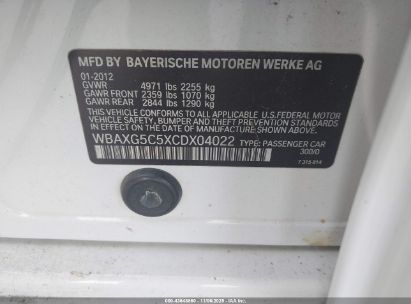 MFD BY BAYERISCHE MOTOREN WERKE AG
01-2012
GVWR 4971 lbs 2255 kg
GAWR FRONT 2359 lbs 1070 kg
GAWR REAR 2844 lbs 1290 kg
THIS VEHICLE CONFORMS TO ALL APPLICABLE U.S.FEDERAL MOTOR
VEHICLE SAFETY, BUMPER AND THEFT PREVENTION STANDARDS IN
EFFECT ON THE DATE OF MANUFACTURE SHOWN ABOVE.
WBAXG5C5XCDX04022 TYPE: PASSENGER CAR
300/0